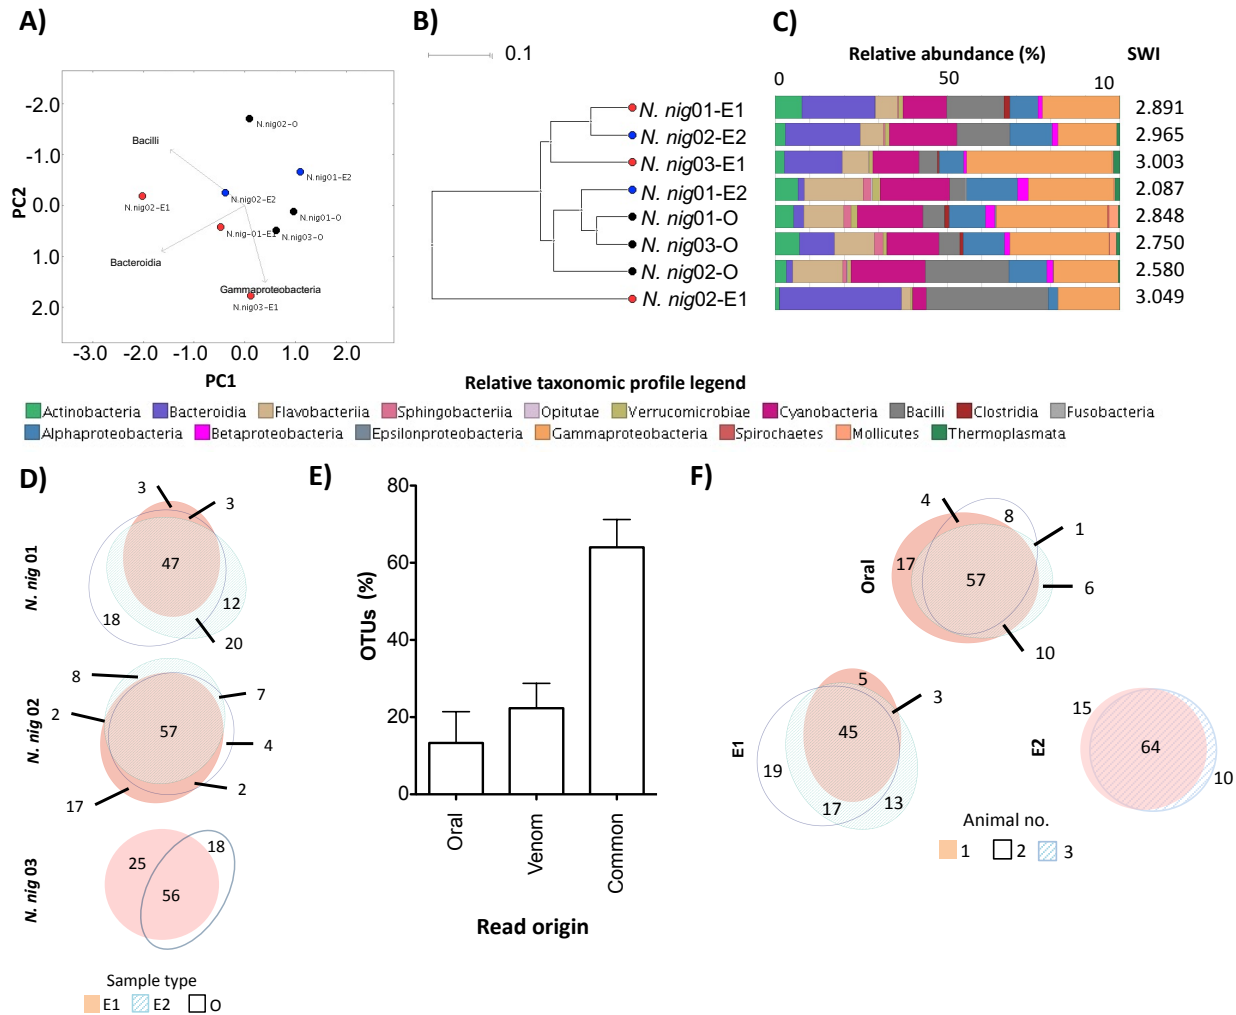 A)
-2.0
-1.0
0.0
1.0
2.0
PC2
-3.0 -2.0 -1.0 0.0 1.0 2.0
PC1
N.nig02-O
Bacilli
N.nig01-E2
N.nig02-E2
N.nig02-E1
N.nig01-O
N.nig-01-E1
N.nig03-O
Bacteroidia
Gammaproteobacteria
N.nig03-E1
B)
0.1
N. nig01-E1
N. nig02-E2
N. nig03-E1
N. nig01-E2
N. nig01-O
N. nig03-O
N. nig02-O
N. nig02-E1
C)
Relative abundance (%) SWI
0 50 10
2.891
2.965
3.003
2.087
2.848
2.750
2.580
3.049
Relative taxonomic profile legend
Actinobacteria Bacteroidia Flavobacteriia Sphingobacteriia Opitutae Verrucomicrobiae Cyanobacteria Bacilli Clostridia Fusobacteria
Alphaproteobacteria Betaproteobacteria Epsilonproteobacteria Gammaproteobacteria Spirochaetes Mollicutes Thermoplasmata
D)
N. nig 01
3
3
47
12
18
20
N. nig 02
8
7
2
57
4
2
17
N. nig 03
18
25
56
Sample type
E1 E2 O
E)
OTUs (%)
80
60
40
20
0
Oral
Venom
Common
Read origin
F)
Oral
4
8
1
17
57
6
10
E1
5
3
45
19
17
13
E2
15
64
10
Animal no.
1 2 3